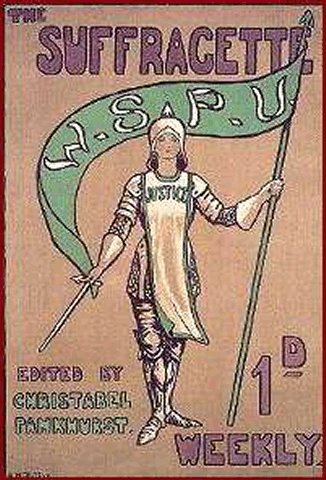 THE
SUFFRAGETTE
W.S.P.U.
JUSTICE
EDITED BY
CHRISTABEL
PANKHURST.
1D
WEEKLY